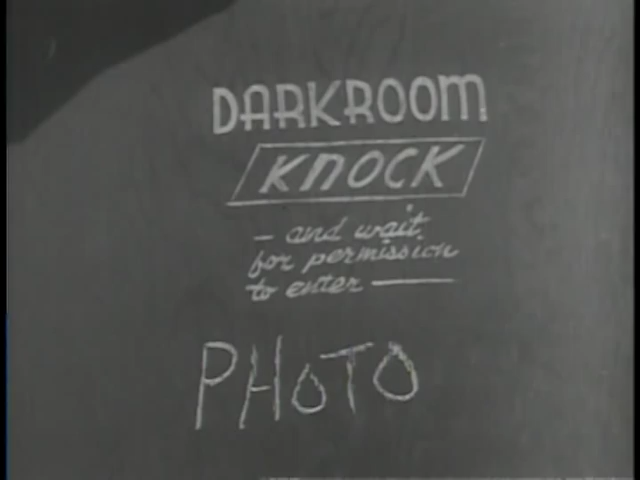 DARKROOM
KNOCK
— and wait
for permission
to enter —
PHOTO